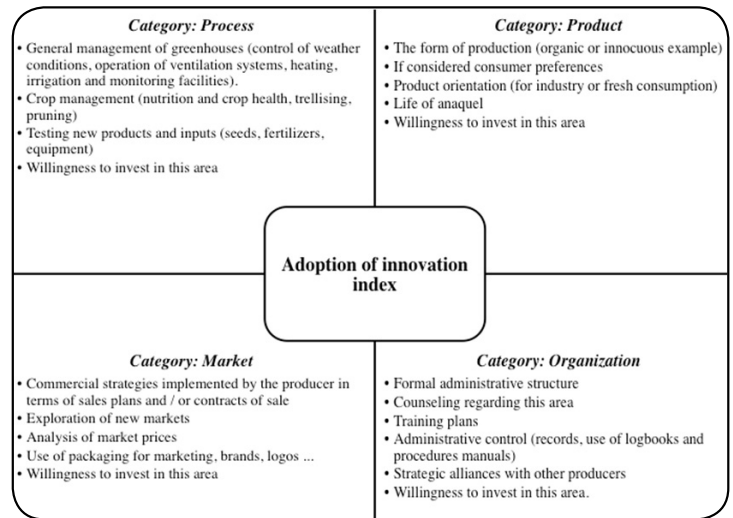 Category: Process
• General management of greenhouses (control of weather
conditions, operation of ventilation systems, heating,
irrigation and monitoring facilities).
• Crop management (nutrition and crop health, trellising,
pruning)
• Testing new products and inputs (seeds, fertilizers,
equipment)
• Willingness to invest in this area
Category: Product
• The form of production (organic or innocuous example)
• If considered consumer preferences
• Product orientation (for industry or fresh consumption)
• Life of anaquel
• Willingness to invest in this area
Adoption of innovation
index
Category: Market
• Commercial strategies implemented by the producer in
terms of sales plans and / or contracts of sale
• Exploration of new markets
• Analysis of market prices
• Use of packaging for marketing, brands, logos ...
• Willingness to invest in this area
Category: Organization
• Formal administrative structure
• Counseling regarding this area
• Training plans
• Administrative control (records, use of logbooks and
procedures manuals)
• Strategic alliances with other producers
• Willingness to invest in this area.